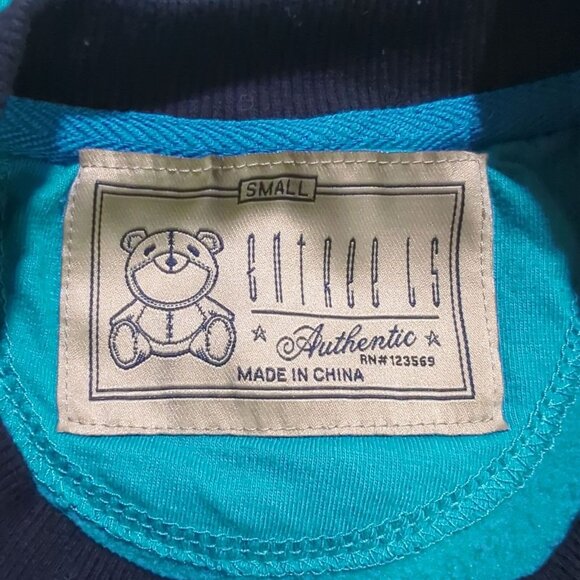 SMALL
ENTREE LS
Authentic
RN#123569
MADE IN CHINA